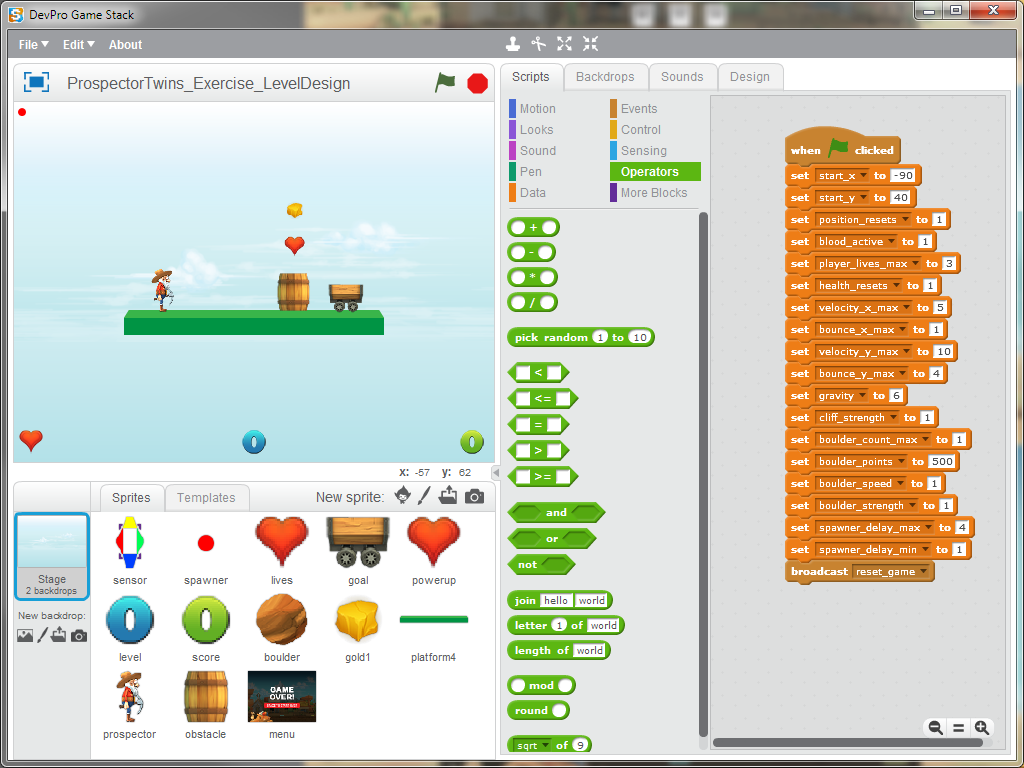 DevPro Game Stack
File Edit About
ProspectorTwins_Exercise_LevelDesign
0
0
x: -57 y: 62
Sprites Templates New sprite:
Stage
2 backdrops
New backdrop:
sensor spawner lives goal powerup
0 0
level score boulder gold1 platform4
GAME
OVER!
prospector obstacle menu
Scripts Backdrops Sounds Design
Motion Events
Looks Control
Sound Sensing
Pen Operators
Data More Blocks
+
-
*
/
pick random 1 to 10
<
<=
=
>
>=
and
or
not
join hello world
letter 1 of world
length of world
mod
round
sqrt of 9
when clicked
set start_x to -90
set start_y to 40
set position_resets to 1
set blood_active to 1
set player_lives_max to 3
set health_resets to 1
set velocity_x_max to 5
set bounce_x_max to 1
set velocity_y_max to 10
set bounce_y_max to 4
set gravity to 6
set cliff_strength to 1
set boulder_count_max to 1
set boulder_points to 500
set boulder_speed to 1
set boulder_strength to 1
set spawner_delay_max to 4
set spawner_delay_min to 1
broadcast reset_game